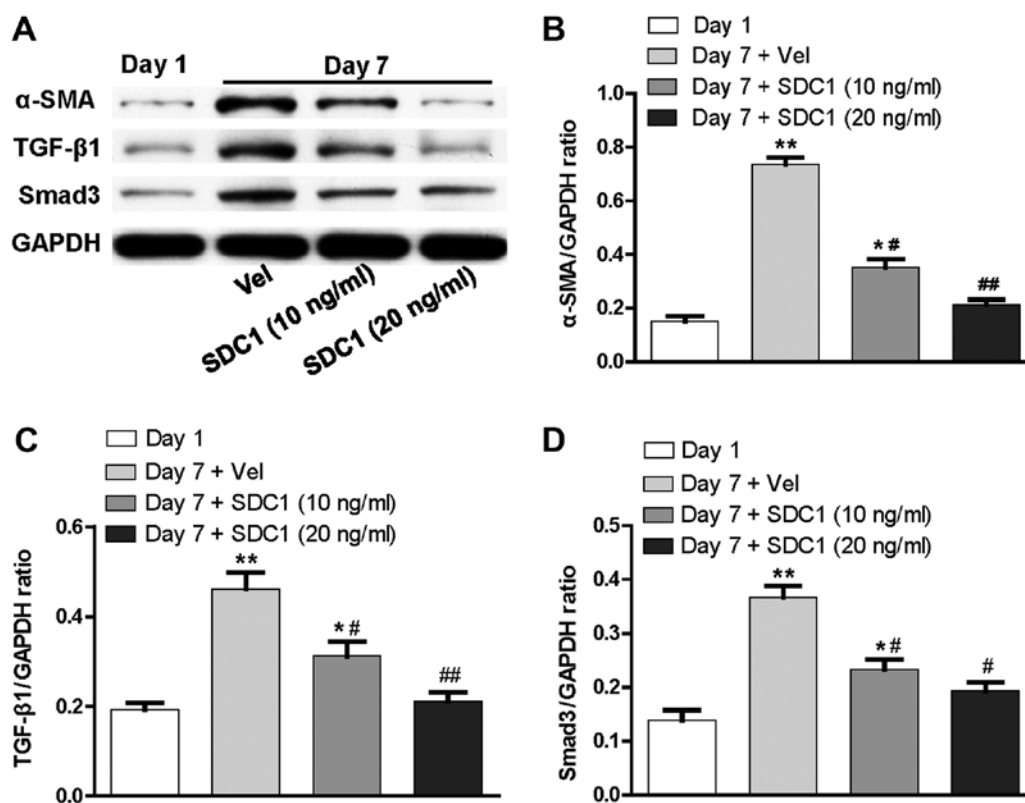 A
Day 1 Day 7
α-SMA
TGF-β1
Smad3
GAPDH
Vel
SDC1 (10 ng/ml)
SDC1 (20 ng/ml)
B
Day 1
Day 7 + Vel
Day 7 + SDC1 (10 ng/ml)
Day 7 + SDC1 (20 ng/ml)
α-SMA/GAPDH ratio
1.0
0.8
0.6
0.4
0.2
0.0
**
* #
##
C
Day 1
Day 7 + Vel
Day 7 + SDC1 (10 ng/ml)
Day 7 + SDC1 (20 ng/ml)
TGF-β1/GAPDH ratio
0.6
0.4
0.2
0.0
**
* #
##
D
Day 1
Day 7 + Vel
Day 7 + SDC1 (10 ng/ml)
Day 7 + SDC1 (20 ng/ml)
Smad3/GAPDH ratio
0.5
0.4
0.3
0.2
0.1
0.0
**
* #
#